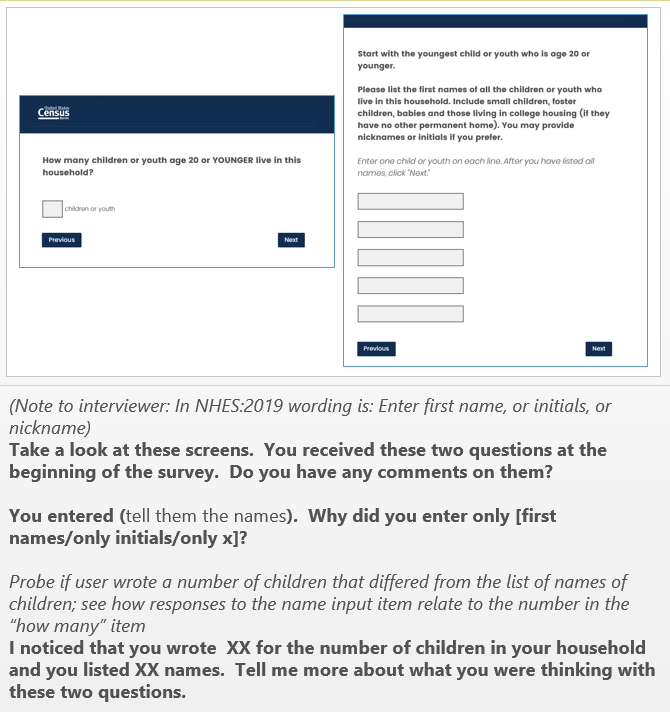 United States
Census
Bureau
How many children or youth age 20 or YOUNGER live in this
household?
children or youth
Previous
Next
Start with the youngest child or youth who is age 20 or
younger.
Please list the first names of all the children or youth who
live in this household. Include small children, foster
children, babies and those living in college housing (if they
have no other permanent home). You may provide
nicknames or initials if you prefer.
Enter one child or youth on each line. After you have listed all
names, click "Next."
Previous
Next
(Note to interviewer: In NHES:2019 wording is: Enter first name, or initials, or
nickname)
Take a look at these screens.  You received these two questions at the
beginning of the survey.  Do you have any comments on them?
You entered (tell them the names).  Why did you enter only [first
names/only initials/only x]?
Probe if user wrote a number of children that differed from the list of names of
children; see how responses to the name input item relate to the number in the
“how many” item
I noticed that you wrote  XX for the number of children in your household
and you listed XX names.  Tell me more about what you were thinking with
these two questions.